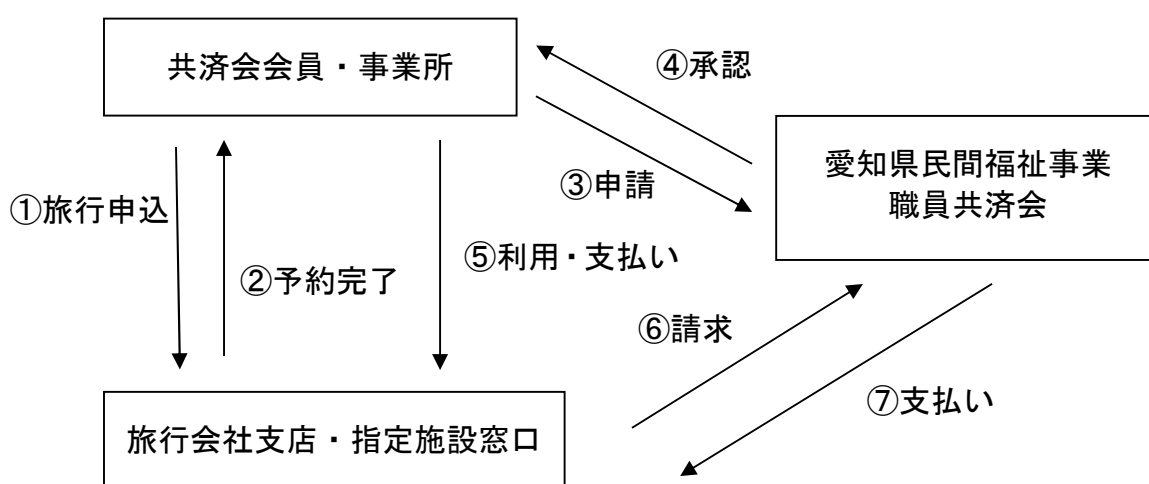 共済会会員・事業所
④承認
愛知県民間福祉事業
職員共済会
③申請
①旅行申込
⑤利用・支払い
②予約完了
⑥請求
⑦支払い
旅行会社支店・指定施設窓口